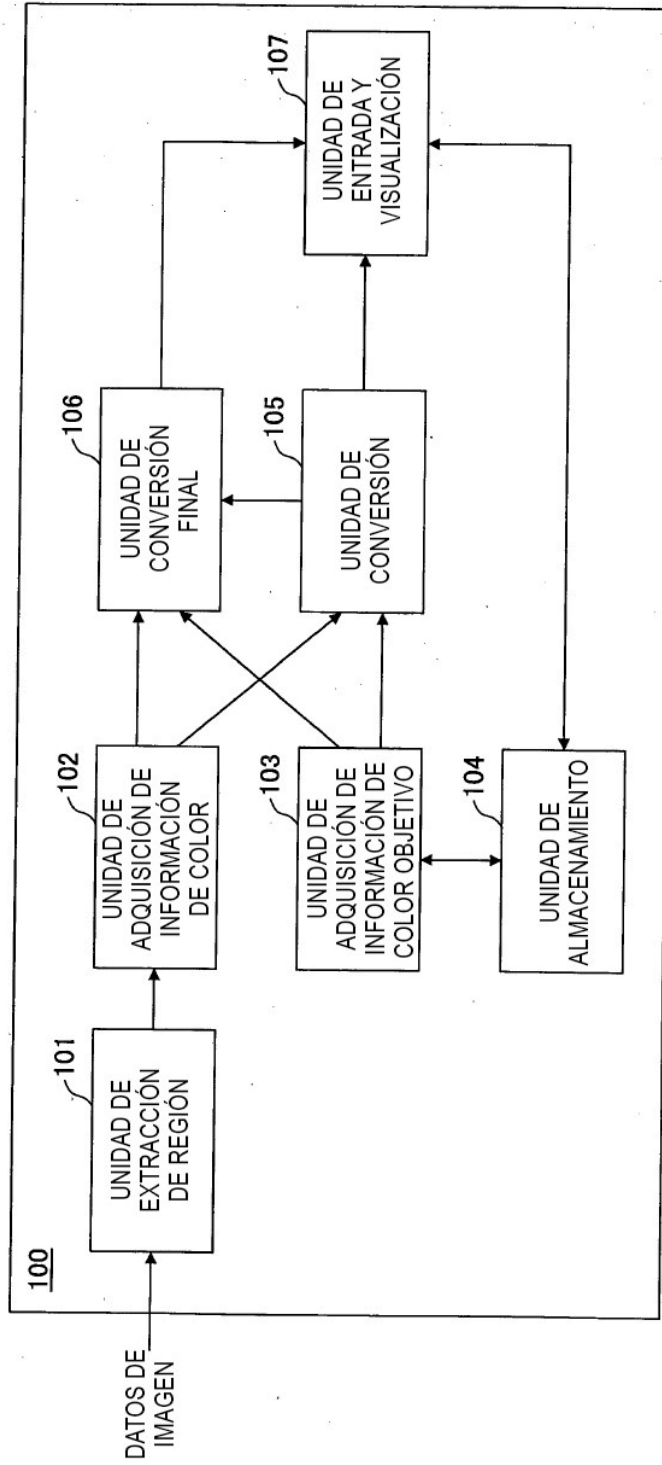 100
DATOS DE
IMAGEN
101
UNIDAD DE
EXTRACCIÓN
DE REGIÓN
102
UNIDAD DE
ADQUISICIÓN DE
INFORMACIÓN
DE COLOR
103
UNIDAD DE
ADQUISICIÓN DE
INFORMACIÓN DE
COLOR OBJETIVO
104
UNIDAD DE
ALMACENAMIENTO
106
UNIDAD DE
CONVERSIÓN
FINAL
105
UNIDAD DE
CONVERSIÓN
107
UNIDAD DE
ENTRADA Y
VISUALIZACIÓN